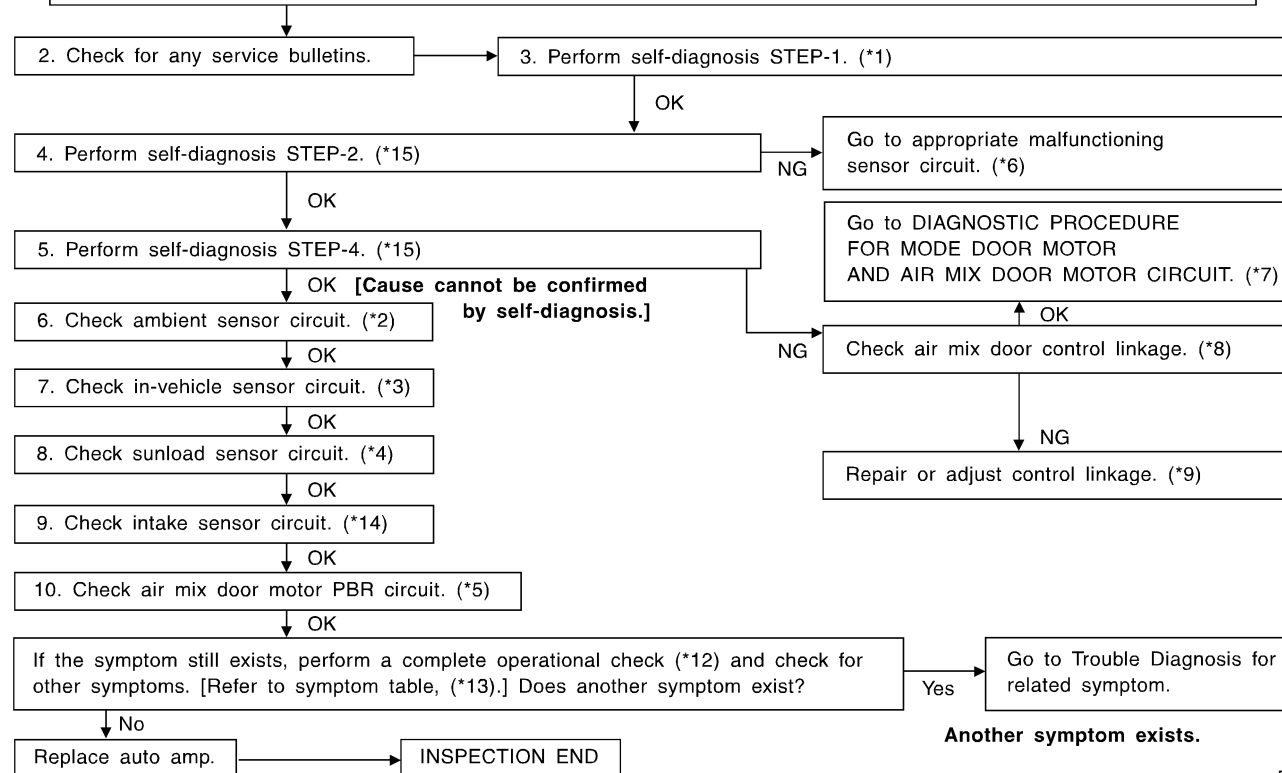 2. Check for any service bulletins.
3. Perform self-diagnosis STEP-1. (*1)
OK
4. Perform self-diagnosis STEP-2. (*15)
NG
Go to appropriate malfunctioning
sensor circuit. (*6)
OK
5. Perform self-diagnosis STEP-4. (*15)
Go to DIAGNOSTIC PROCEDURE
FOR MODE DOOR MOTOR
AND AIR MIX DOOR MOTOR CIRCUIT. (*7)
OK
[Cause cannot be confirmed
by self-diagnosis.]
OK
NG
Check air mix door control linkage. (*8)
NG
Repair or adjust control linkage. (*9)
6. Check ambient sensor circuit. (*2)
OK
7. Check in-vehicle sensor circuit. (*3)
OK
8. Check sunload sensor circuit. (*4)
OK
9. Check intake sensor circuit. (*14)
OK
10. Check air mix door motor PBR circuit. (*5)
OK
If the symptom still exists, perform a complete operational check (*12) and check for
other symptoms. [Refer to symptom table, (*13).] Does another symptom exist?
Yes
Go to Trouble Diagnosis for
related symptom.
Another symptom exists.
No
Replace auto amp.
INSPECTION END